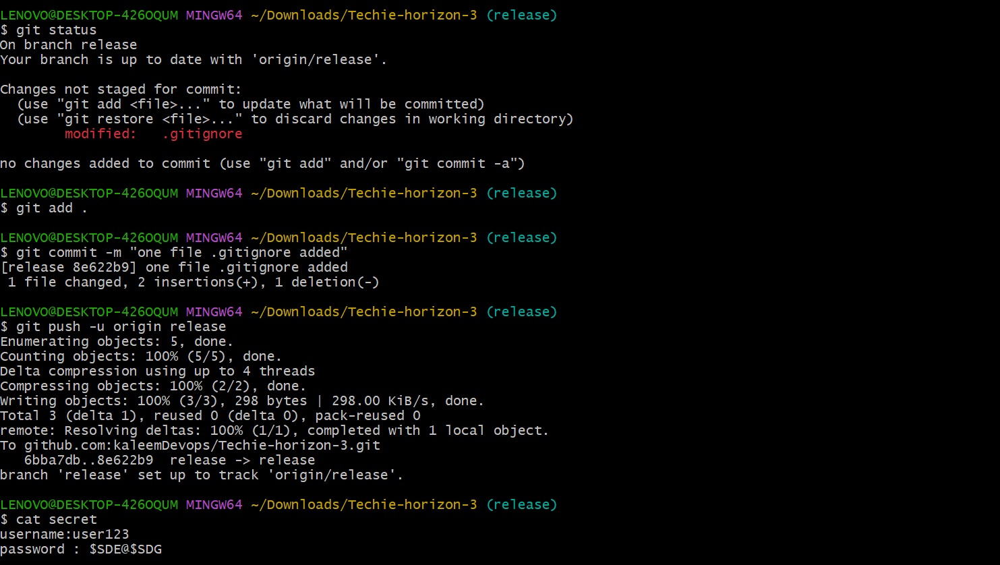 LENOVO@DESKTOP-426OQUM MINGW64 ~/Downloads/Techie-horizon-3 (release)
$ git status
On branch release
Your branch is up to date with 'origin/release'.
Changes not staged for commit:
  (use "git add <file>..." to update what will be committed)
  (use "git restore <file>..." to discard changes in working directory)
        modified:   .gitignore
no changes added to commit (use "git add" and/or "git commit -a")
LENOVO@DESKTOP-426OQUM MINGW64 ~/Downloads/Techie-horizon-3 (release)
$ git add .
LENOVO@DESKTOP-426OQUM MINGW64 ~/Downloads/Techie-horizon-3 (release)
$ git commit -m "one file .gitignore added"
[release 8e622b9] one file .gitignore added
 1 file changed, 2 insertions(+), 1 deletion(-)
LENOVO@DESKTOP-426OQUM MINGW64 ~/Downloads/Techie-horizon-3 (release)
$ git push -u origin release
Enumerating objects: 5, done.
Counting objects: 100% (5/5), done.
Delta compression using up to 4 threads
Compressing objects: 100% (2/2), done.
Writing objects: 100% (3/3), 298 bytes | 298.00 KiB/s, done.
Total 3 (delta 1), reused 0 (delta 0), pack-reused 0
remote: Resolving deltas: 100% (1/1), completed with 1 local object.
To github.com:kaleemDevops/Techie-horizon-3.git
   6bba7db..8e622b9  release -> release
branch 'release' set up to track 'origin/release'.
LENOVO@DESKTOP-426OQUM MINGW64 ~/Downloads/Techie-horizon-3 (release)
$ cat secret
username:user123
password : $SDE@$SDG